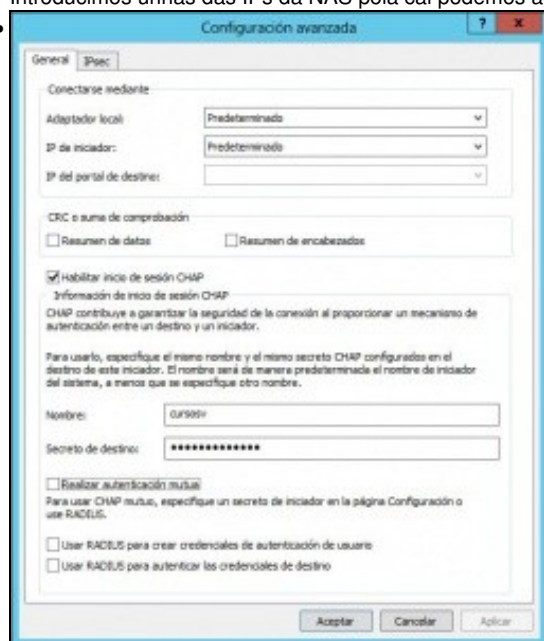 introducimos unhas das IPs da NAS pola cal podemos a
Configuración avanzada
? x
General IPsec
Conectarse mediante
Adaptador local: Predeterminado
IP de iniciador: Predeterminado
IP del portal de destino:
CRC o suma de comprobación
Resumen de datos Resumen de encabezados
Habilitar inicio de sesión CHAP
Información de inicio de sesión CHAP
CHAP contribuye a garantizar la seguridad de la conexión al proporcionar un mecanismo de
autenticación entre un destino y un iniciador.
Para usarlo, especifique el mismo nombre y el mismo secreto CHAP configurados en el
destino de este iniciador. El nombre será de manera predeterminada el nombre de iniciador
del sistema, a menos que se especifique otro nombre.
Nombre: cursosv
Secreto de destino: •••••••••••••
Realizar autenticación mutua
Para usar CHAP mutuo, especifique un secreto de iniciador en la página Configuración o
use RADIUS.
Usar RADIUS para crear credenciales de autenticación de usuario
Usar RADIUS para autenticar las credenciales de destino
Aceptar Cancelar Aplicar